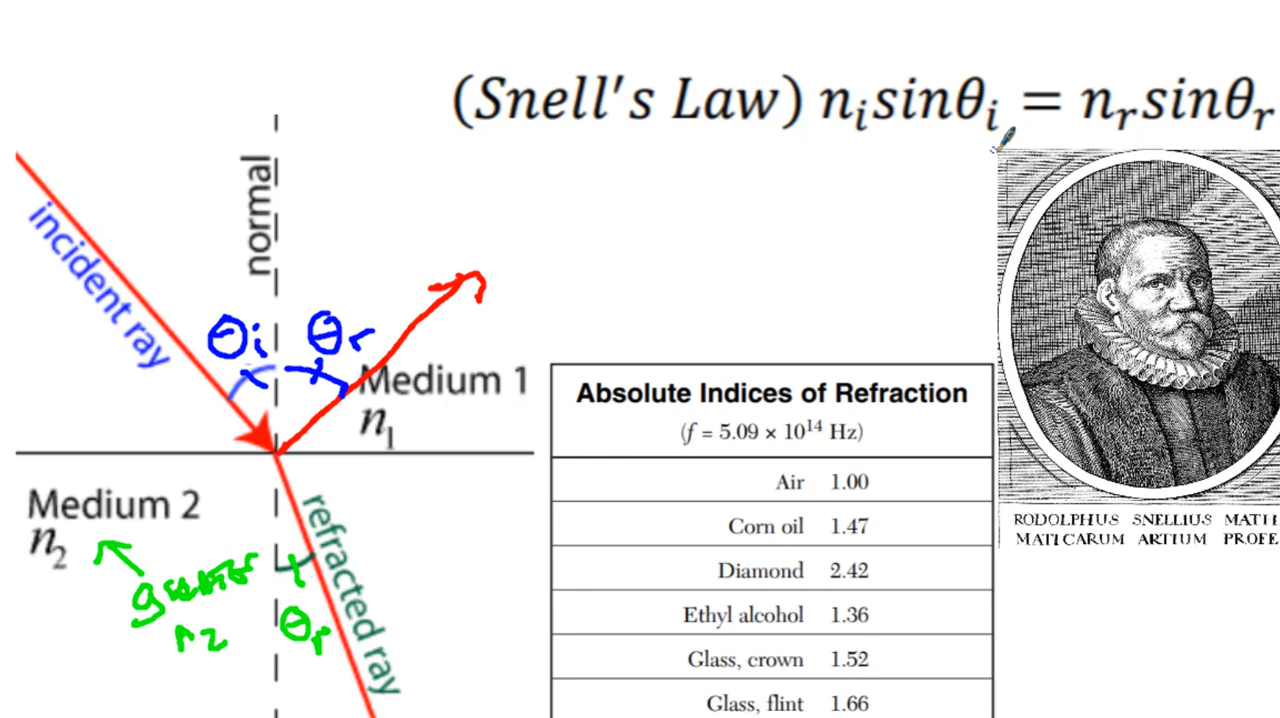 (Snell's Law) nᵢsinθᵢ = nᵣsinθᵣ
normal
incident ray
Θi
Θr
Medium 1
n₁
Medium 2
n₂
greater
n2
Θr
refracted ray
Absolute Indices of Refraction
(f = 5.09 × 10¹⁴ Hz)
Air 1.00
Corn oil 1.47
Diamond 2.42
Ethyl alcohol 1.36
Glass, crown 1.52
Glass, flint 1.66
RODOLPHUS SNELLIUS MATH
MATICARUM ARTIUM PROFE